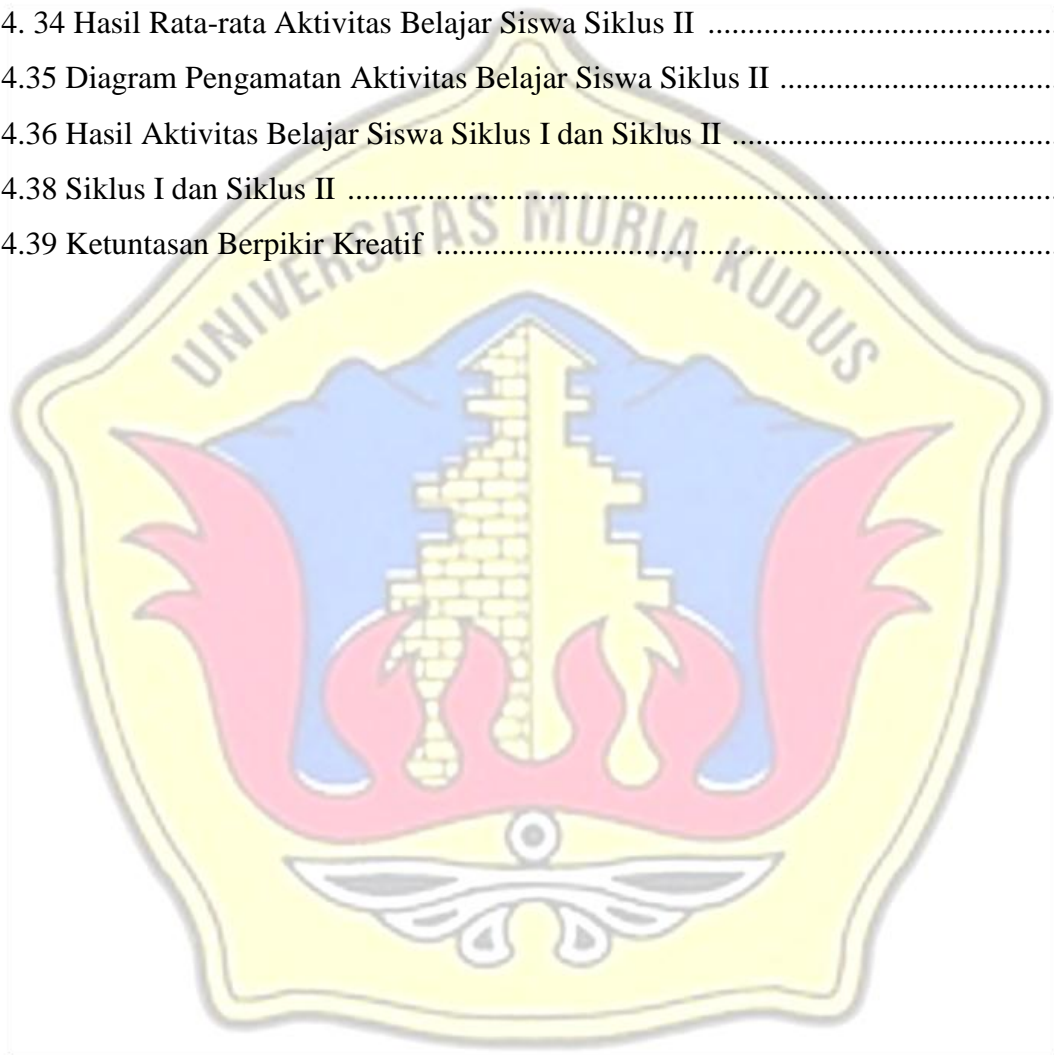 4. 34 Hasil Rata-rata Aktivitas Belajar Siswa Siklus II ..........................................
4.35 Diagram Pengamatan Aktivitas Belajar Siswa Siklus II .................................
4.36 Hasil Aktivitas Belajar Siswa Siklus I dan Siklus II .......................................
4.38 Siklus I dan Siklus II .......................................................................................
4.39 Ketuntasan Berpikir Kreatif ............................................................................
UNIVERSITAS MURIA KUDUS